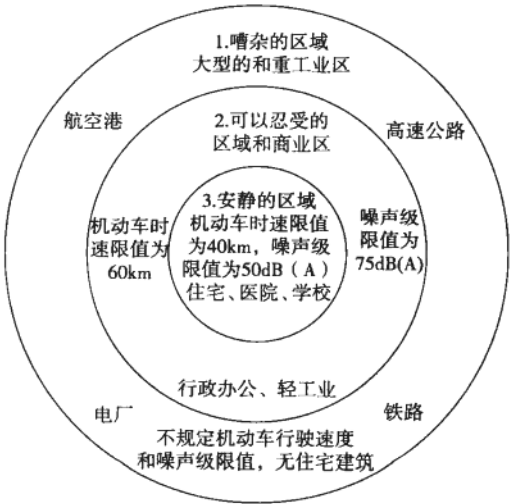 1.嘈杂的区域
大型的和重工业区
航空港
高速公路
2.可以忍受的
区域和商业区
3.安静的区域
机动车时速限值
为40km，噪声级
限值为50dB（A）
住宅、医院、学校
机动车时
速限值为
60km
噪声级
限值为
75dB(A)
行政办公、轻工业
电厂
铁路
不规定机动车行驶速度
和噪声级限值，无住宅建筑